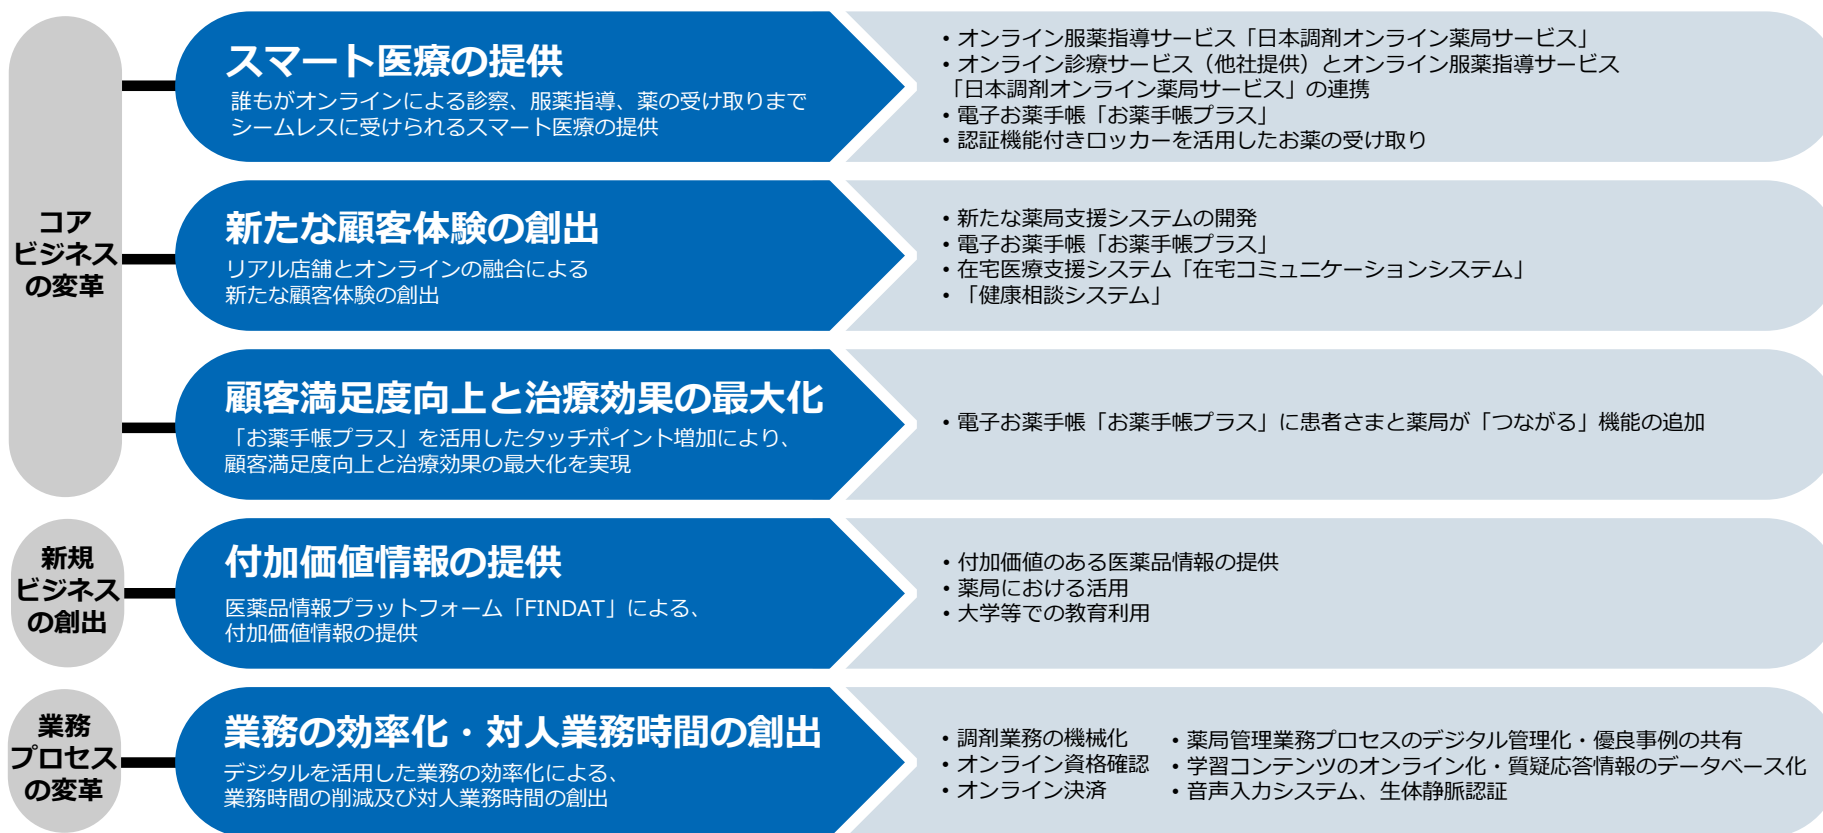 コア
ビジネス
の変革
スマート医療の提供
誰もがオンラインによる診察、服薬指導、薬の受け取りまで
シームレスに受けられるスマート医療の提供
・オンライン服薬指導サービス「日本調剤オンライン薬局サービス」
・オンライン診療サービス（他社提供）とオンライン服薬指導サービス
「日本調剤オンライン薬局サービス」の連携
・電子お薬手帳「お薬手帳プラス」
・認証機能付きロッカーを活用したお薬の受け取り
新たな顧客体験の創出
リアル店舗とオンラインの融合による
新たな顧客体験の創出
・新たな薬局支援システムの開発
・電子お薬手帳「お薬手帳プラス」
・在宅医療支援システム「在宅コミュニケーションシステム」
・「健康相談システム」
顧客満足度向上と治療効果の最大化
「お薬手帳プラス」を活用したタッチポイント増加により、
顧客満足度向上と治療効果の最大化を実現
・電子お薬手帳「お薬手帳プラス」に患者さまと薬局が「つながる」機能の追加
新規
ビジネス
の創出
付加価値情報の提供
医薬品情報プラットフォーム「FINDAT」による、
付加価値情報の提供
・付加価値のある医薬品情報の提供
・薬局における活用
・大学等での教育利用
業務
プロセス
の変革
業務の効率化・対人業務時間の創出
デジタルを活用した業務の効率化による、
業務時間の削減及び対人業務時間の創出
・調剤業務の機械化
・オンライン資格確認
・オンライン決済
・薬局管理業務プロセスのデジタル管理化・優良事例の共有
・学習コンテンツのオンライン化・質疑応答情報のデータベース化
・音声入力システム、生体静脈認証